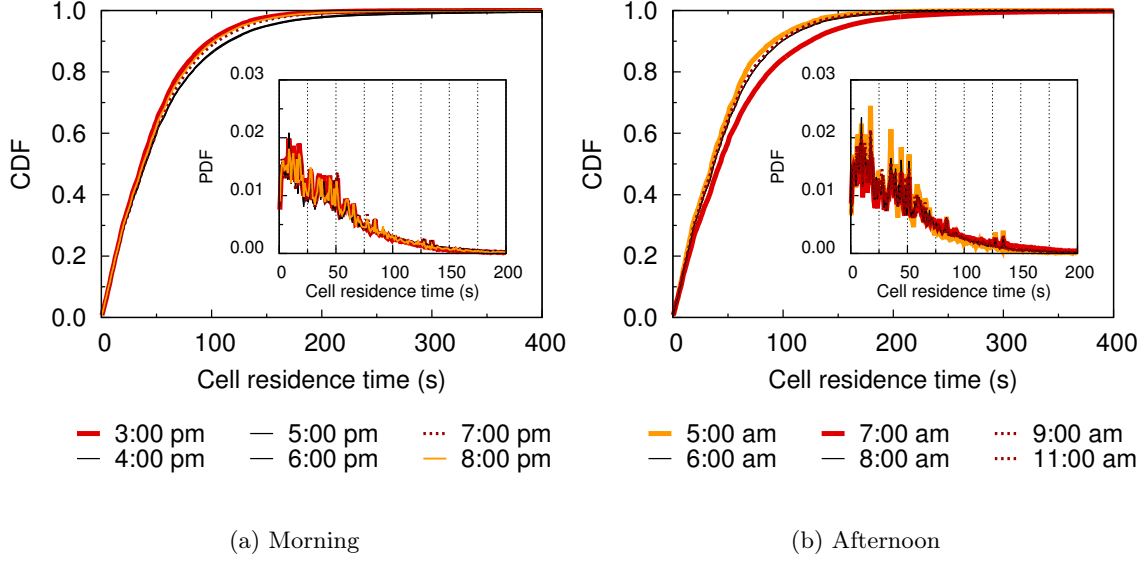 1.0
0.8
0.6
0.4
0.2
0.0
CDF
0.03
0.02
0.01
0.00
PDF
0 50 100 150 200
Cell residence time (s)
0 100 200 300 400
Cell residence time (s)
3:00 pm 5:00 pm 7:00 pm
4:00 pm 6:00 pm 8:00 pm
(a) Morning
1.0
0.8
0.6
0.4
0.2
0.0
CDF
0.03
0.02
0.01
0.00
PDF
0 50 100 150 200
Cell residence time (s)
0 100 200 300 400
Cell residence time (s)
5:00 am 7:00 am 9:00 am
6:00 am 8:00 am 11:00 am
(b) Afternoon